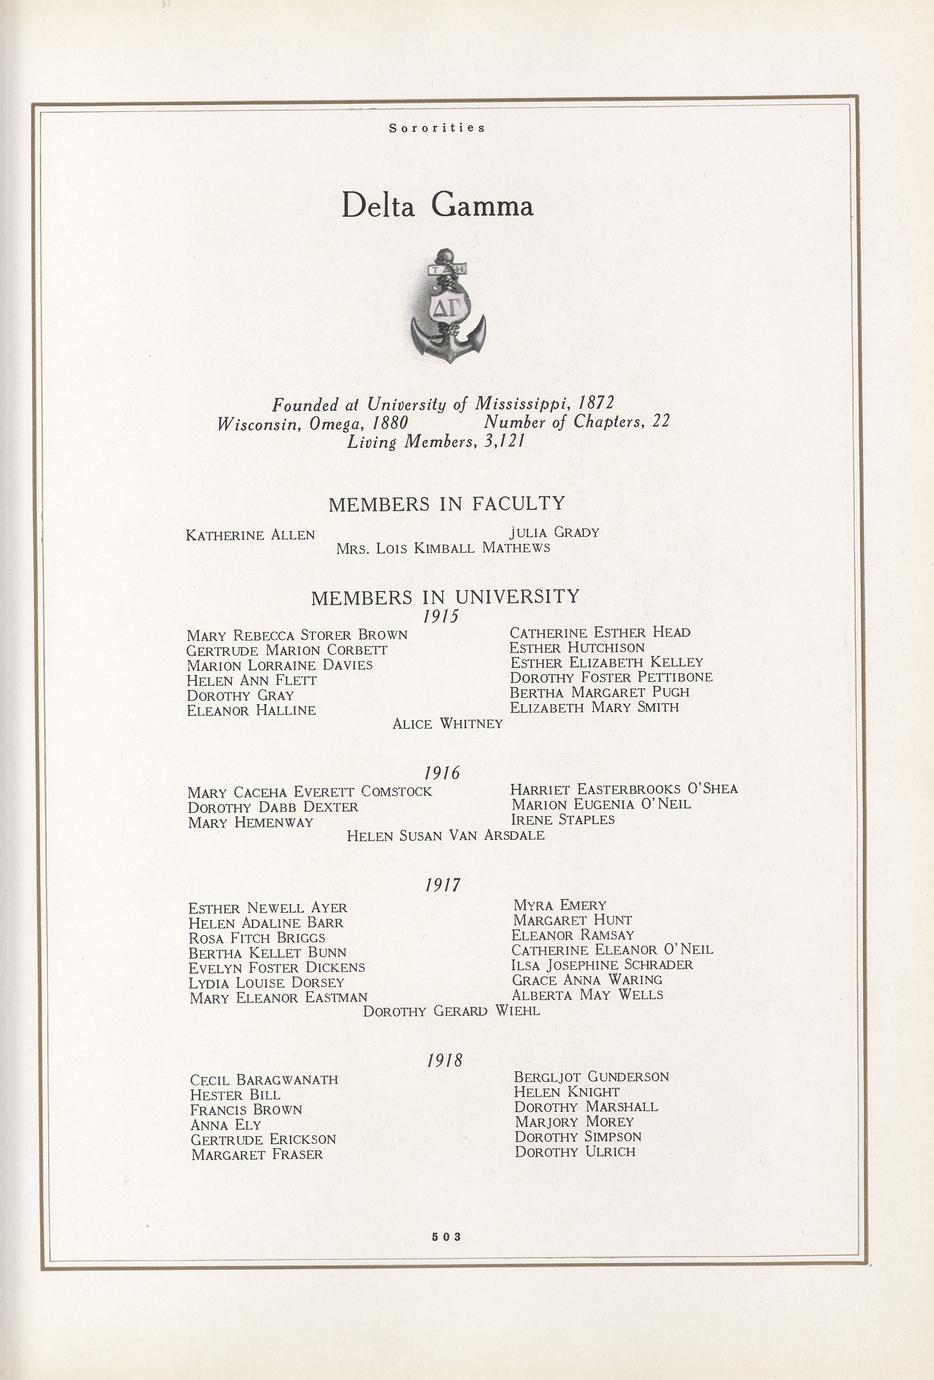 Sororities
Delta Gamma
T Δ H
ΔΓ
Founded at University of Mississippi, 1872
Wisconsin, Omega, 1880 Number of Chapters, 22
Living Members, 3,121
MEMBERS IN FACULTY
KATHERINE ALLEN JULIA GRADY
MRS. LOIS KIMBALL MATHEWS
MEMBERS IN UNIVERSITY
1915
MARY REBECCA STORER BROWN CATHERINE ESTHER HEAD
GERTRUDE MARION CORBETT ESTHER HUTCHISON
MARION LORRAINE DAVIES ESTHER ELIZABETH KELLEY
HELEN ANN FLETT DOROTHY FOSTER PETTIBONE
DOROTHY GRAY BERTHA MARGARET PUGH
ELEANOR HALLINE ELIZABETH MARY SMITH
ALICE WHITNEY
1916
MARY CACEHA EVERETT COMSTOCK HARRIET EASTERBROOKS O'SHEA
DOROTHY DABB DEXTER MARION EUGENIA O'NEIL
MARY HEMENWAY IRENE STAPLES
HELEN SUSAN VAN ARSDALE
1917
ESTHER NEWELL AYER MYRA EMERY
HELEN ADALINE BARR MARGARET HUNT
ROSA FITCH BRIGGS ELEANOR RAMSAY
BERTHA KELLET BUNN CATHERINE ELEANOR O'NEIL
EVELYN FOSTER DICKENS ILSA JOSEPHINE SCHRADER
LYDIA LOUISE DORSEY GRACE ANNA WARING
MARY ELEANOR EASTMAN ALBERTA MAY WELLS
DOROTHY GERARD WIEHL
1918
CECIL BARAGWANATH BERGLJOT GUNDERSON
HESTER BILL HELEN KNIGHT
FRANCIS BROWN DOROTHY MARSHALL
ANNA ELY MARJORY MOREY
GERTRUDE ERICKSON DOROTHY SIMPSON
MARGARET FRASER DOROTHY ULRICH
503